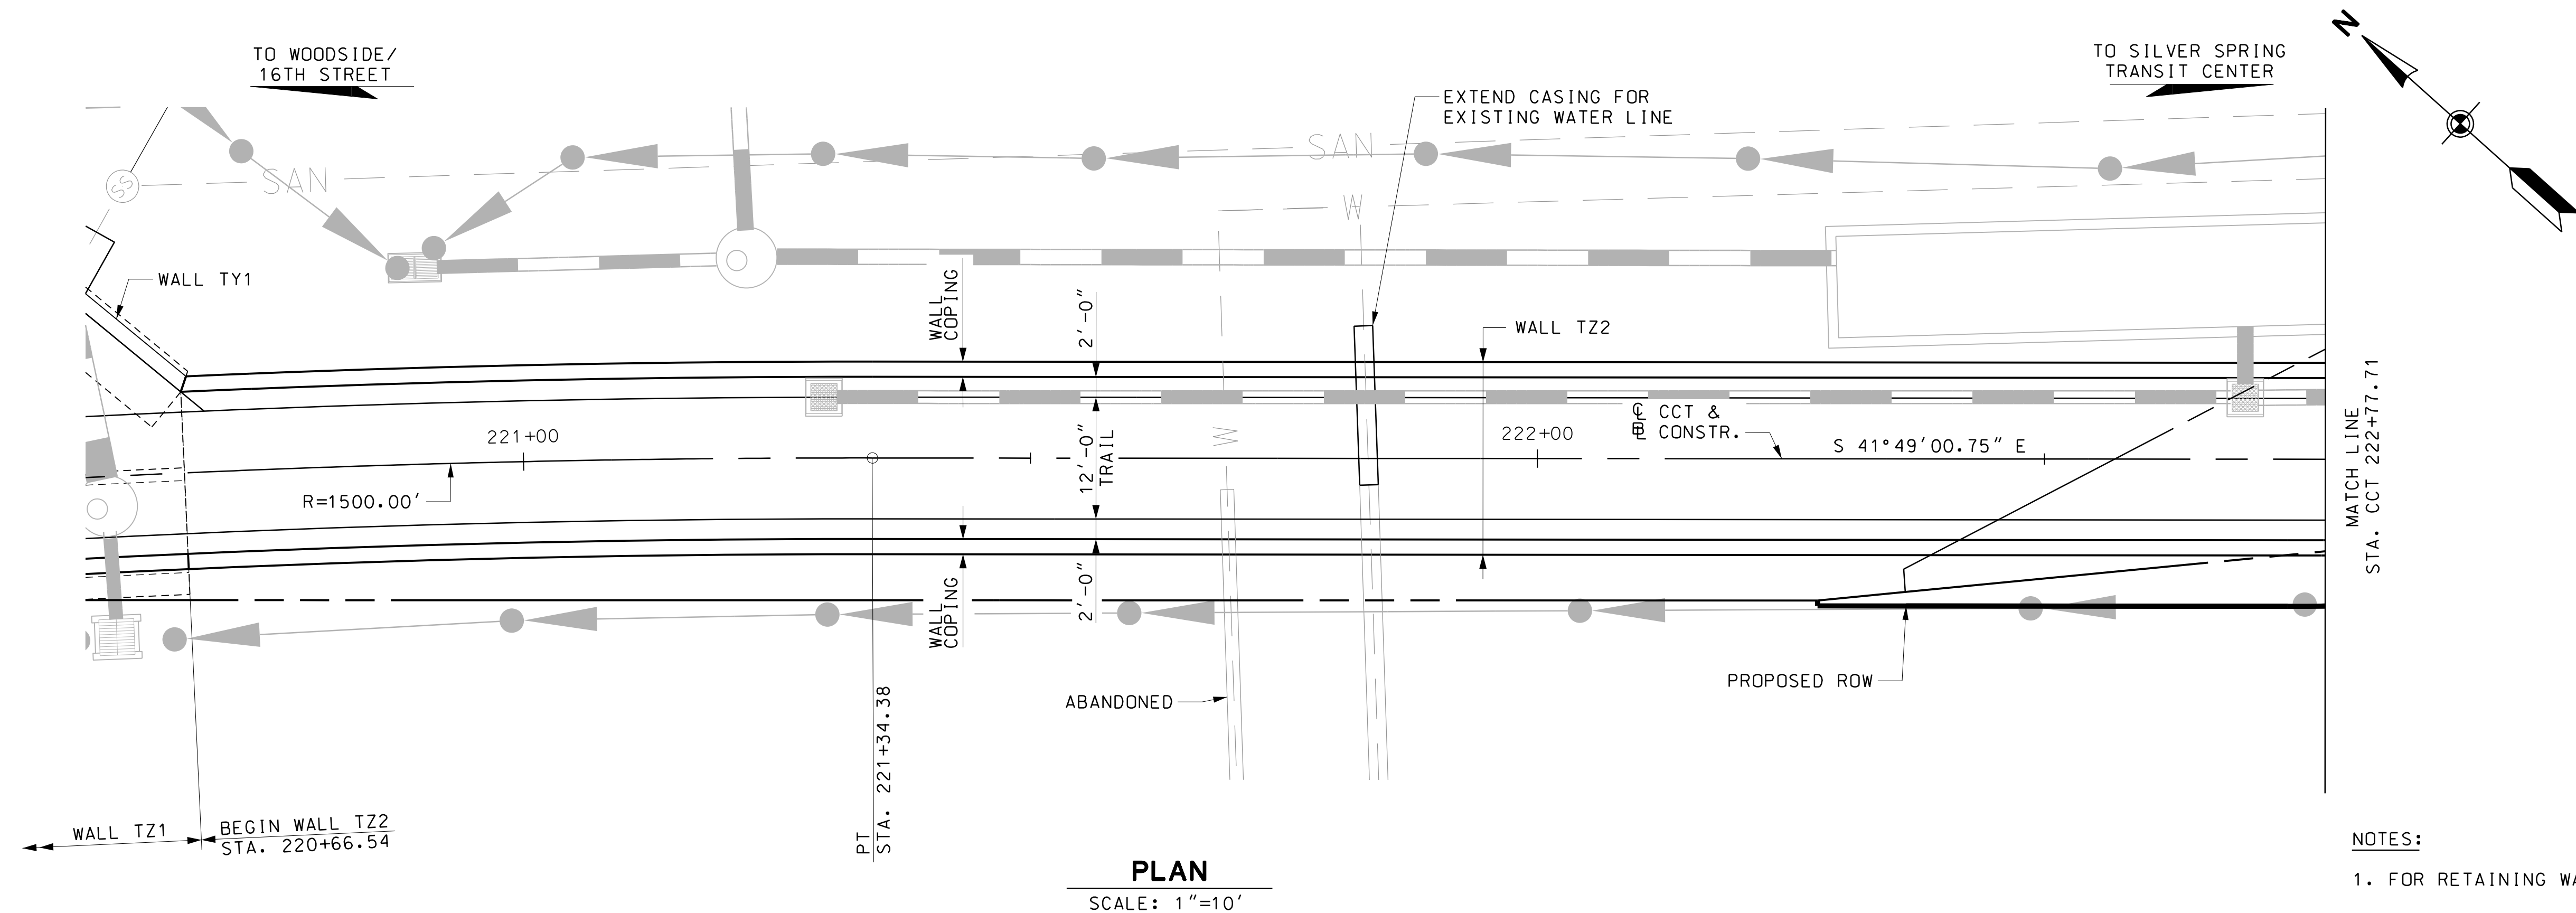 TO WOODSIDE/
16TH STREET
TO SILVER SPRING
TRANSIT CENTER
N
EXTEND CASING FOR
EXISTING WATER LINE
SAN
SAN
SS
W
WALL TY1
WALL
COPING
2'-0"
WALL TZ2
221+00
222+00
℄ CCT &
BL CONSTR.
S 41°49'00.75" E
W
12'-0"
TRAIL
R=1500.00'
MATCH LINE
STA. CCT 222+77.71
WALL
COPING
2'-0"
ABANDONED
PROPOSED ROW
PT
STA. 221+34.38
WALL TZ1
BEGIN WALL TZ2
STA. 220+66.54
PLAN
SCALE: 1"=10'
NOTES:
1. FOR RETAINING WA